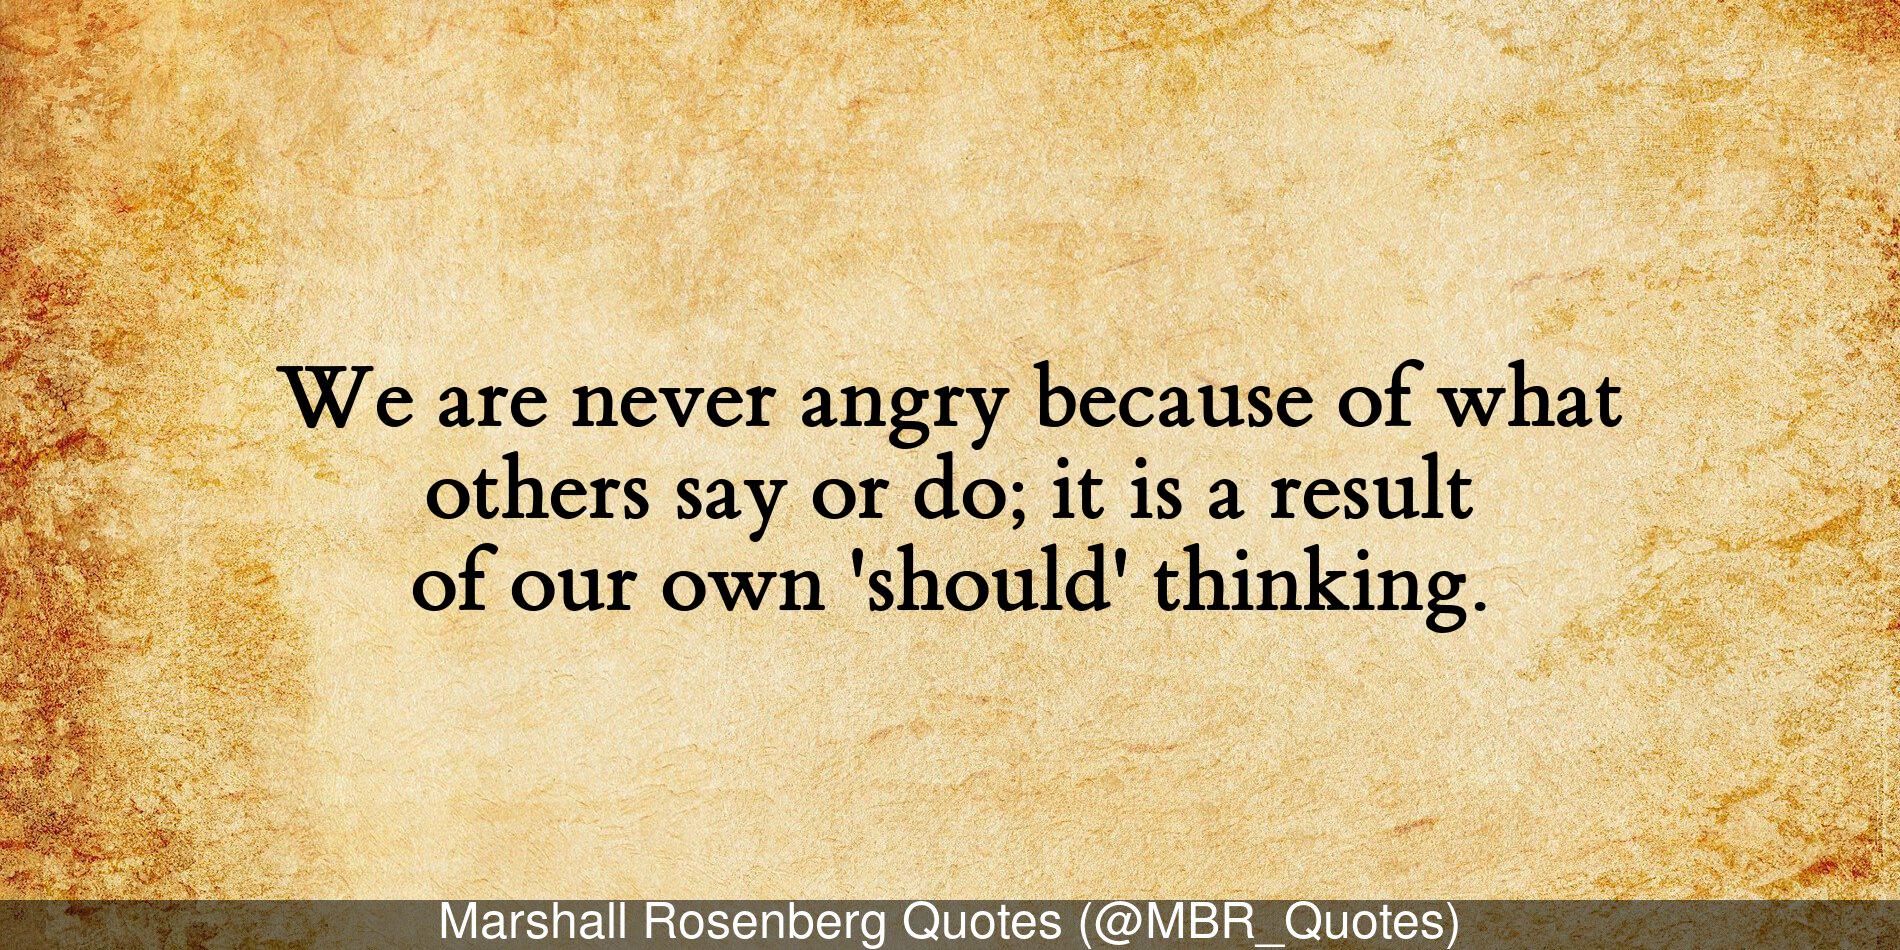 We are never angry because of what
others say or do; it is a result
of our own 'should' thinking.
Marshall Rosenberg Quotes (@MBR_Quotes)